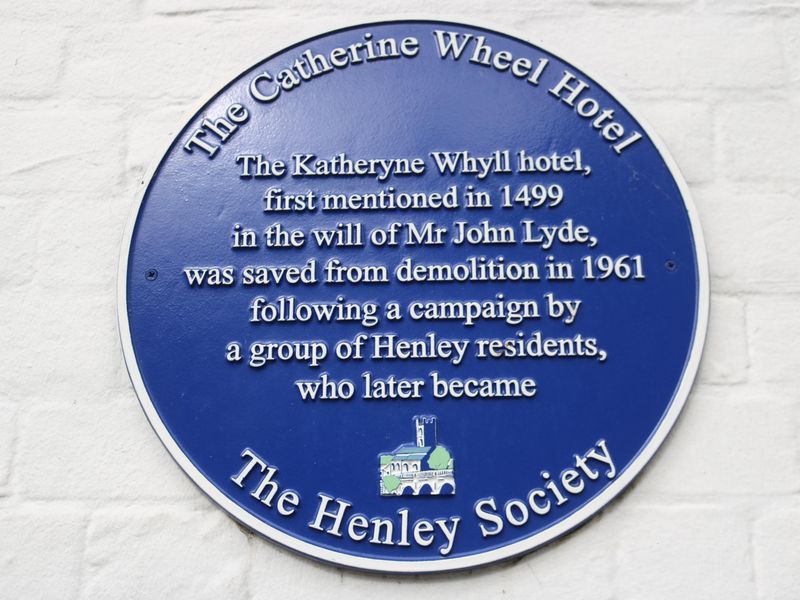 The Catherine Wheel Hotel
The Katheryne Whyll hotel,
first mentioned in 1499
in the will of Mr John Lyde,
was saved from demolition in 1961
following a campaign by
a group of Henley residents,
who later became
The Henley Society